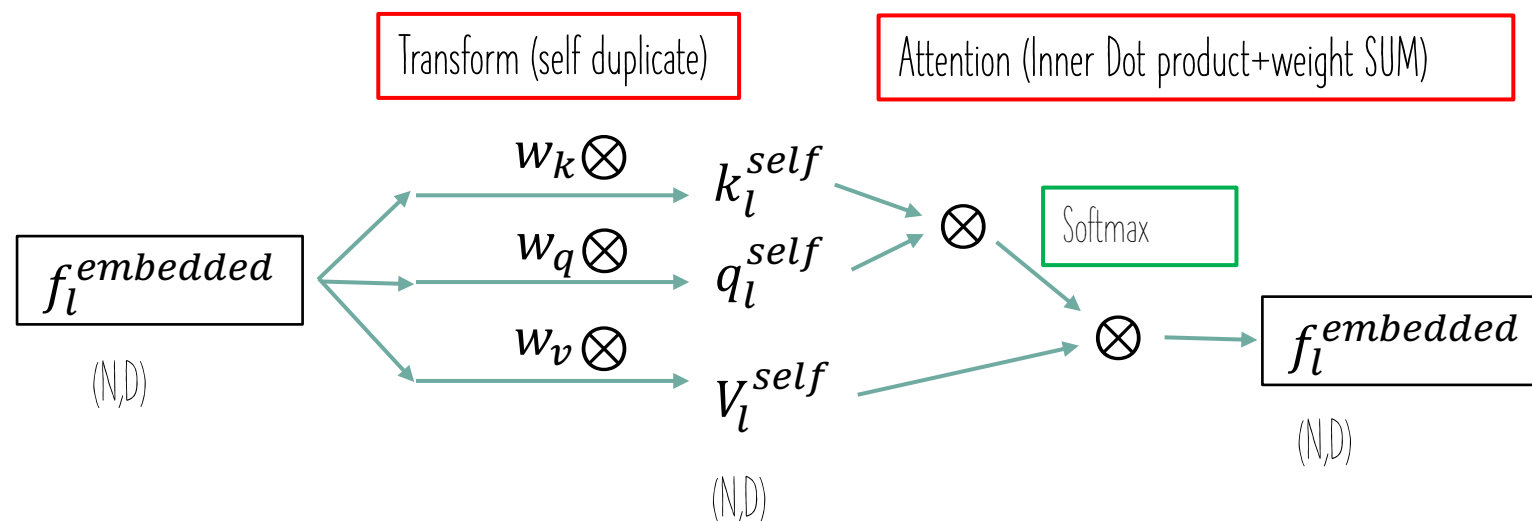 Transform (self duplicate)
Attention (Inner Dot product+weight SUM)
w_k ⊗
k_l^{self}
⊗
Softmax
f_l^{embedded}
w_q ⊗
q_l^{self}
⊗
f_l^{embedded}
w_v ⊗
V_l^{self}
(N,D)
(N,D)
(N,D)